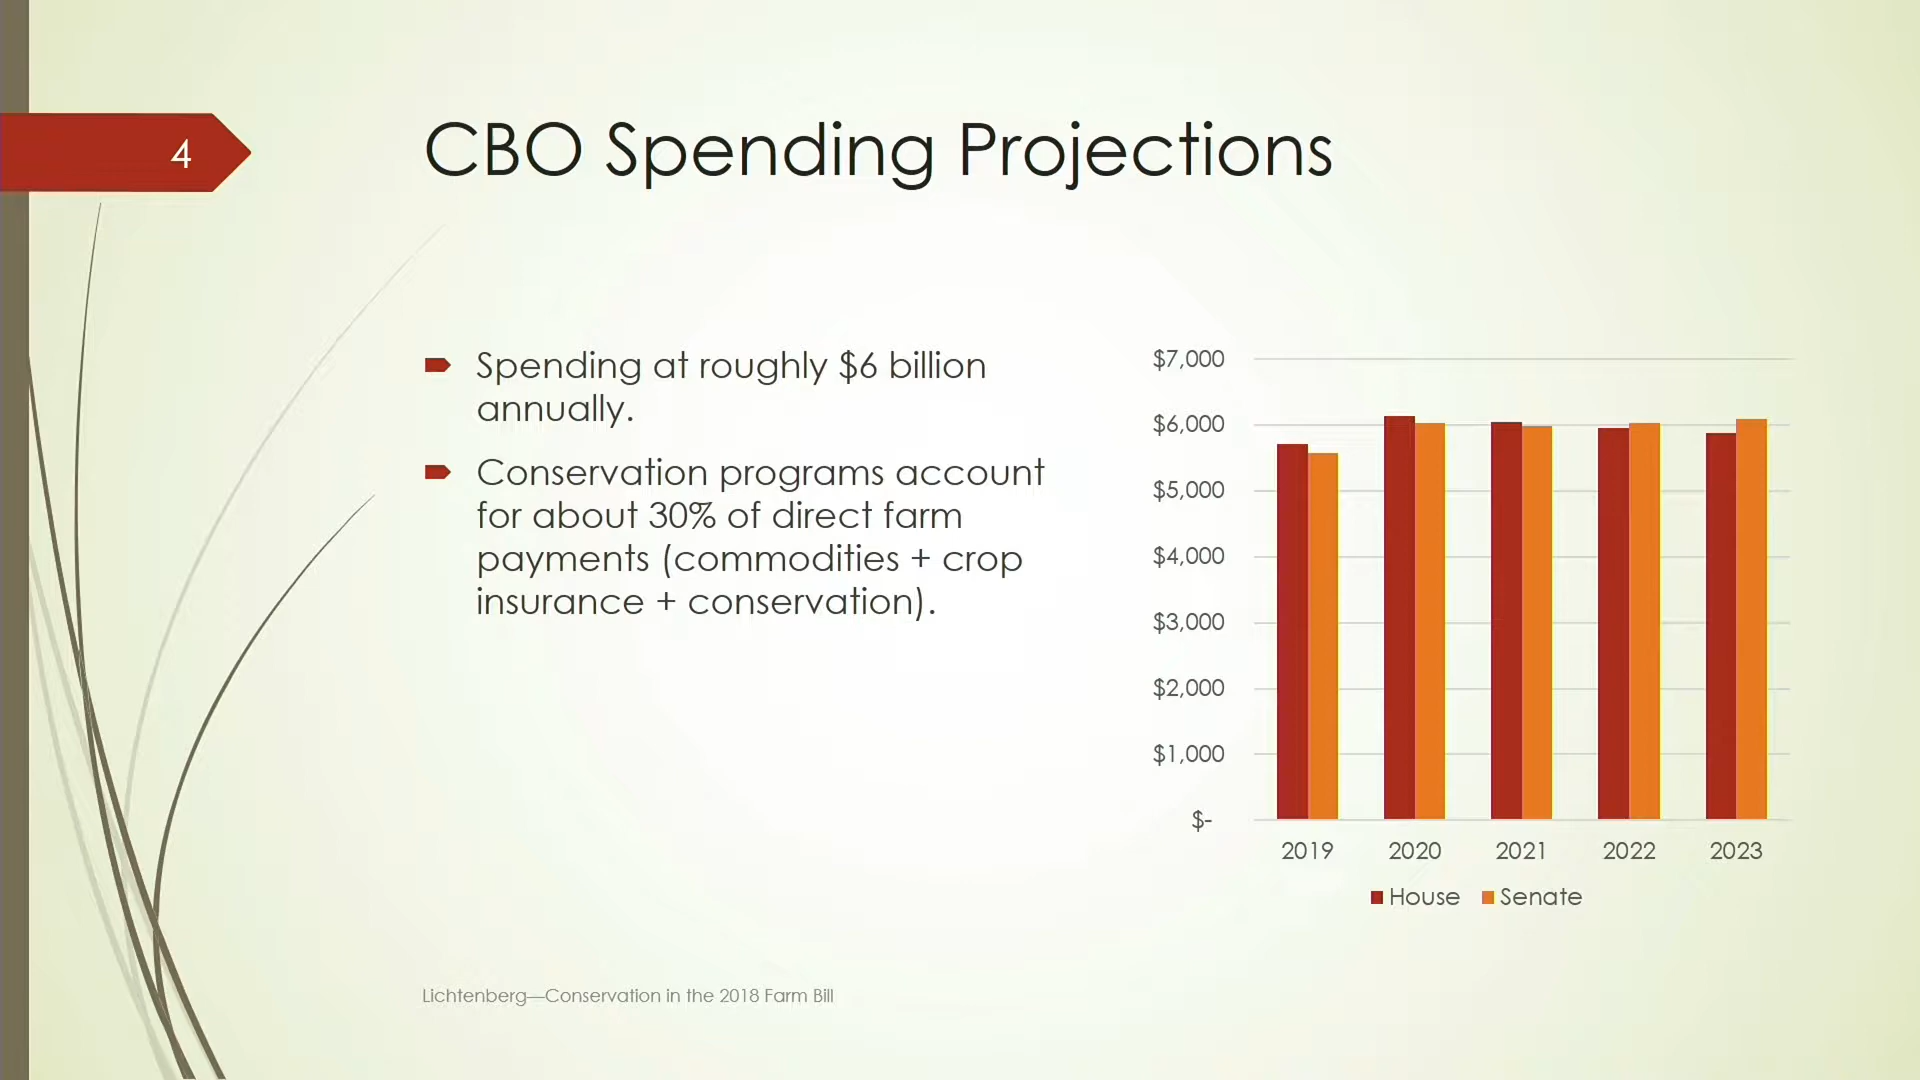 4
CBO Spending Projections
Spending at roughly $6 billion
annually.
Conservation programs account
for about 30% of direct farm
payments (commodities + crop
insurance + conservation).
$7,000
$6,000
$5,000
$4,000
$3,000
$2,000
$1,000
$-
2019 2020 2021 2022 2023
House Senate
Lichtenberg—Conservation in the 2018 Farm Bill